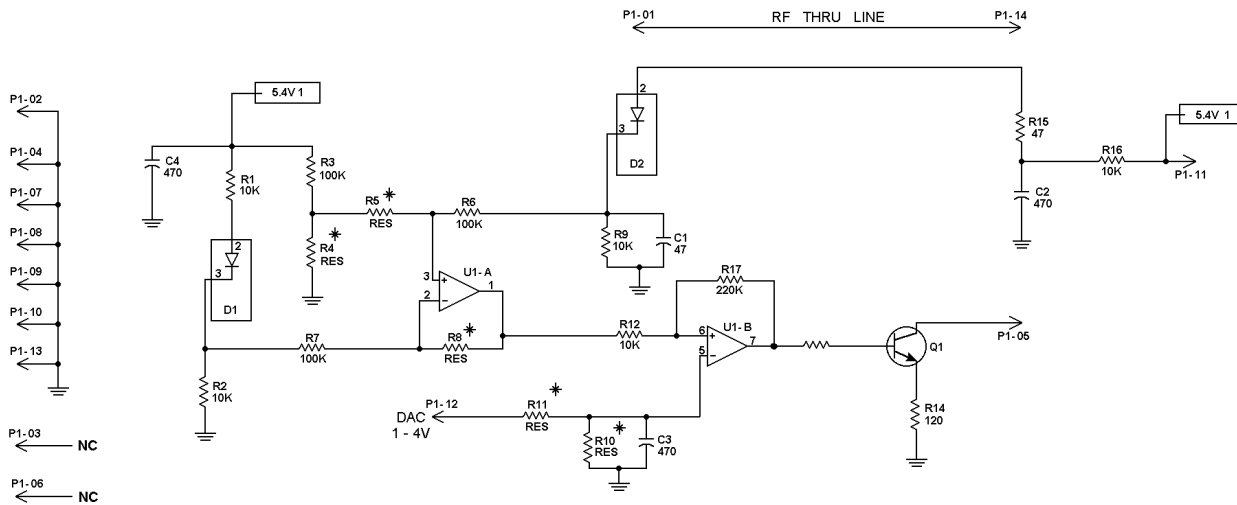 P1-01 RF THRU LINE P1-14
5.4V 1
P1-02
2
3
D2
R15
47
5.4V 1
C4
470
R1
10K
R3
100K
R16
10K
P1-11
P1-04
P1-07
R5 *
RES
R6
100K
C2
470
R4 *
RES
R9
10K
C1
47
P1-08
2
3
D1
U1-A
3 +
2 -
1
P1-09
R17
220K
P1-10
R7
100K
R8 *
RES
R12
10K
U1-B
6 +
5 -
7
P1-05
Q1
P1-13
R2
10K
R14
120
DAC
1 - 4V
P1-12
R11 *
RES
R10 *
RES
C3
470
P1-03
NC
P1-06
NC